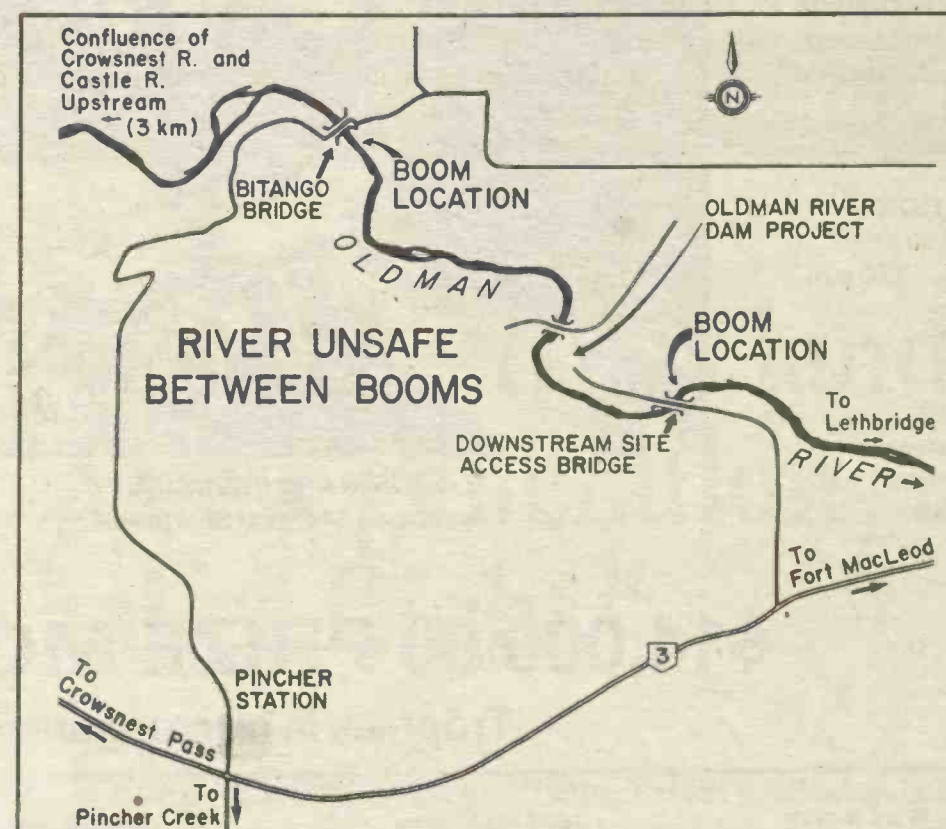 Confluence of
Crowsnest R. and
Castle R.
Upstream
(3 km)
N
BITANGO
BRIDGE
BOOM
LOCATION
OLDMAN RIVER
DAM PROJECT
OLDMAN
RIVER UNSAFE
BETWEEN BOOMS
BOOM
LOCATION
To
Lethbridge
DOWNSTREAM SITE
ACCESS BRIDGE
RIVER
To
Fort MacLeod
3
PINCHER
STATION
To
Crowsnest Pass
To
Pincher Creek